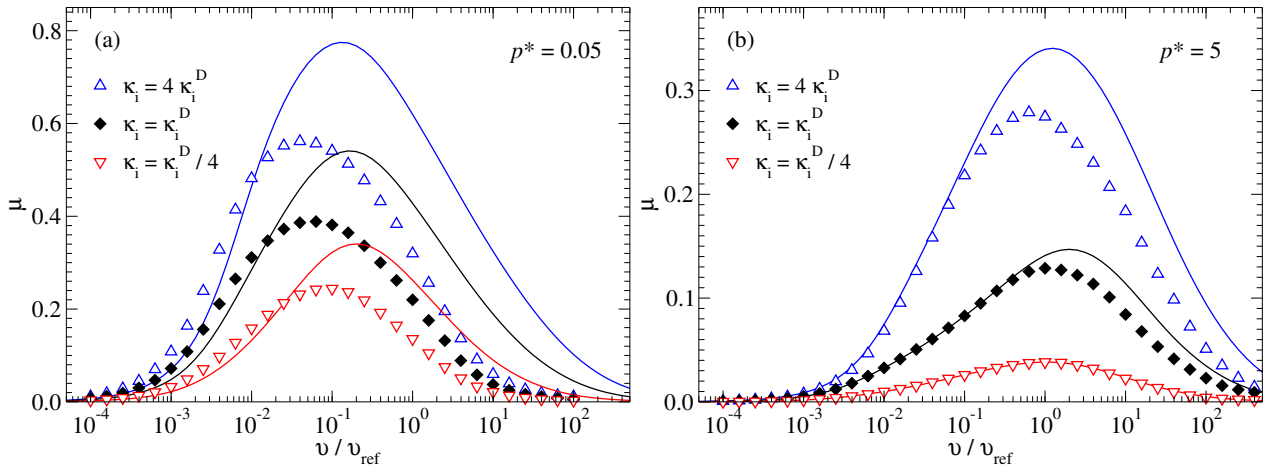 (a)
p* = 0.05
κᵢ = 4 κᵢᴰ
κᵢ = κᵢᴰ
κᵢ = κᵢᴰ / 4
μ
0.8
0.6
0.4
0.2
0.0
10⁻⁴ 10⁻³ 10⁻² 10⁻¹ 10⁰ 10¹ 10²
υ / υ_ref
(b)
p* = 5
κᵢ = 4 κᵢᴰ
κᵢ = κᵢᴰ
κᵢ = κᵢᴰ / 4
μ
0.3
0.2
0.1
0.0
10⁻⁴ 10⁻³ 10⁻² 10⁻¹ 10⁰ 10¹ 10²
υ / υ_ref